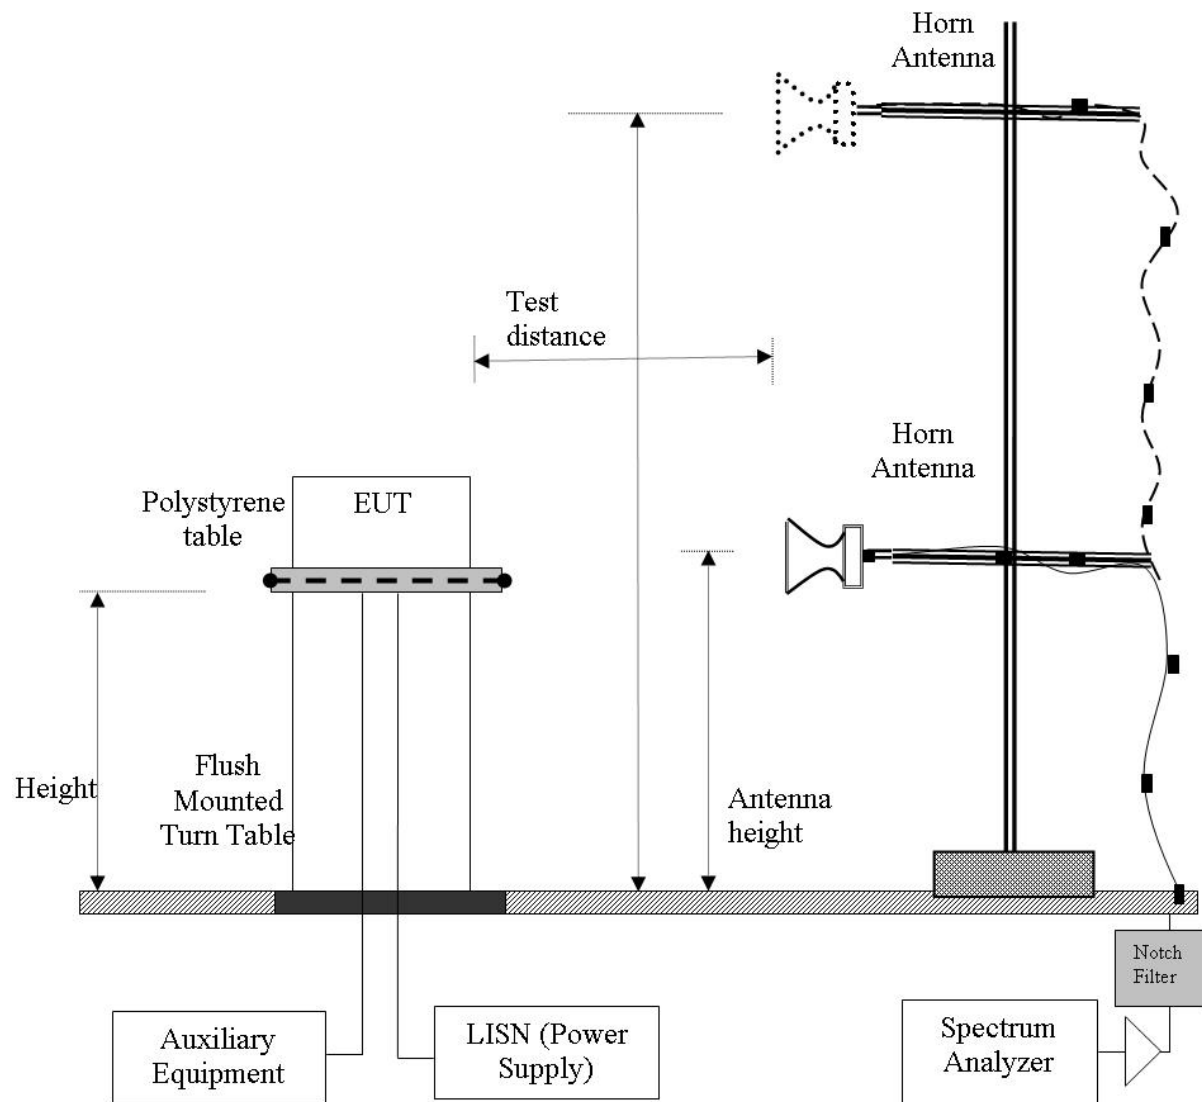 Horn
Antenna
Test
distance
Horn
Antenna
Polystyrene
table
EUT
Height
Flush
Mounted
Turn Table
Antenna
height
Notch
Filter
Auxiliary
Equipment
LISN (Power
Supply)
Spectrum
Analyzer